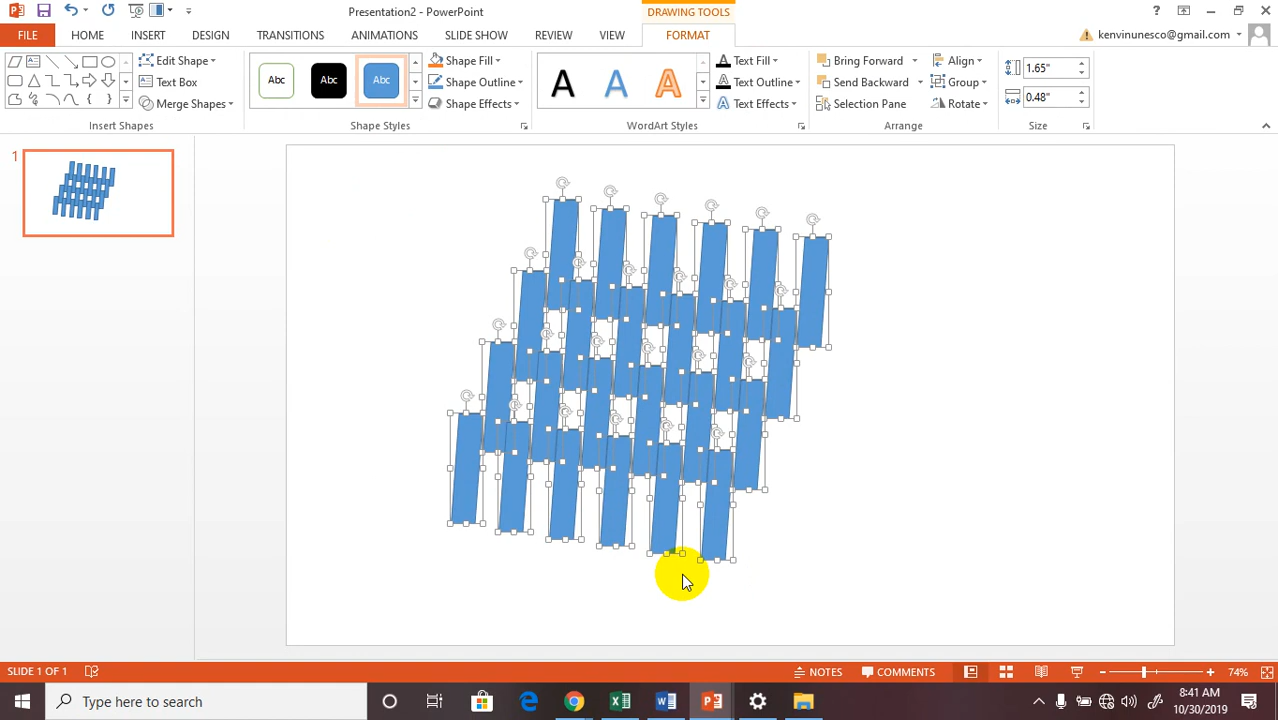 Presentation2 - PowerPoint
DRAWING TOOLS
FILE HOME INSERT DESIGN TRANSITIONS ANIMATIONS SLIDE SHOW REVIEW VIEW FORMAT
kenvinunesco@gmail.com
Edit Shape
Text Box
Merge Shapes
Insert Shapes
Abc Abc Abc
Shape Fill
Shape Outline
Shape Effects
Shape Styles
A A A
Text Fill
Text Outline
Text Effects
WordArt Styles
Bring Forward
Send Backward
Selection Pane
Align
Group
Rotate
Arrange
1.65"
0.48"
Size
1
SLIDE 1 OF 1
NOTES
COMMENTS
74%
Type here to search
8:41 AM
10/30/2019